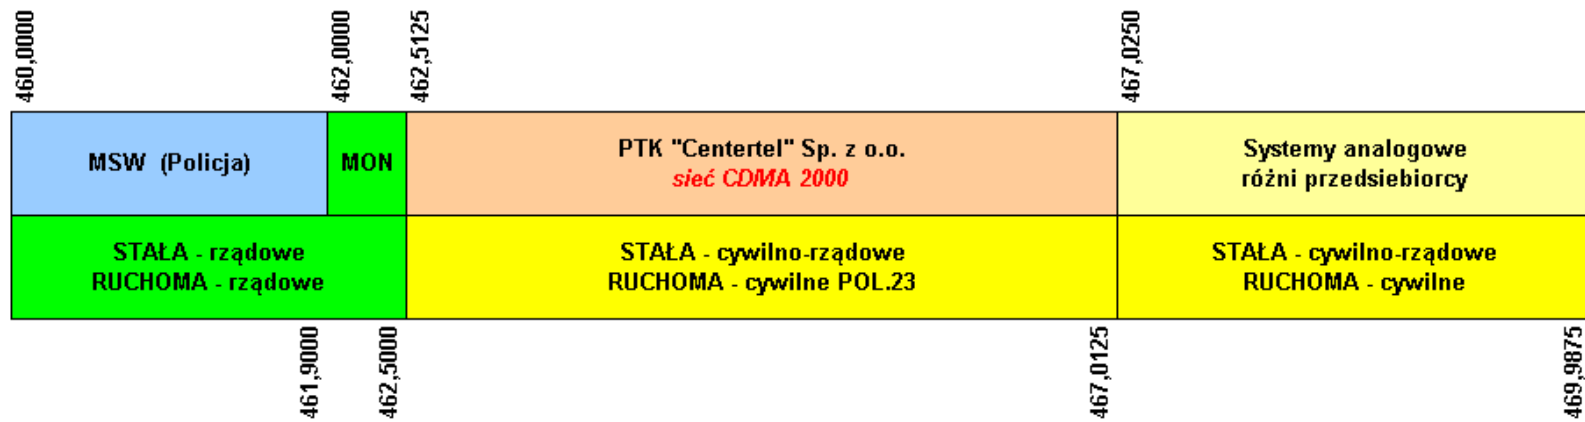 460,0000
462,0000
462,5125
467,0250
MSW (Policja)
MON
PTK "Centertel" Sp. z o.o.
sieć CDMA 2000
Systemy analogowe
różni przedsiebiorcy
STAŁA - rządowe
RUCHOMA - rządowe
STAŁA - cywilno-rządowe
RUCHOMA - cywilne POL.23
STAŁA - cywilno-rządowe
RUCHOMA - cywilne
461,9000
462,5000
467,0125
469,9875